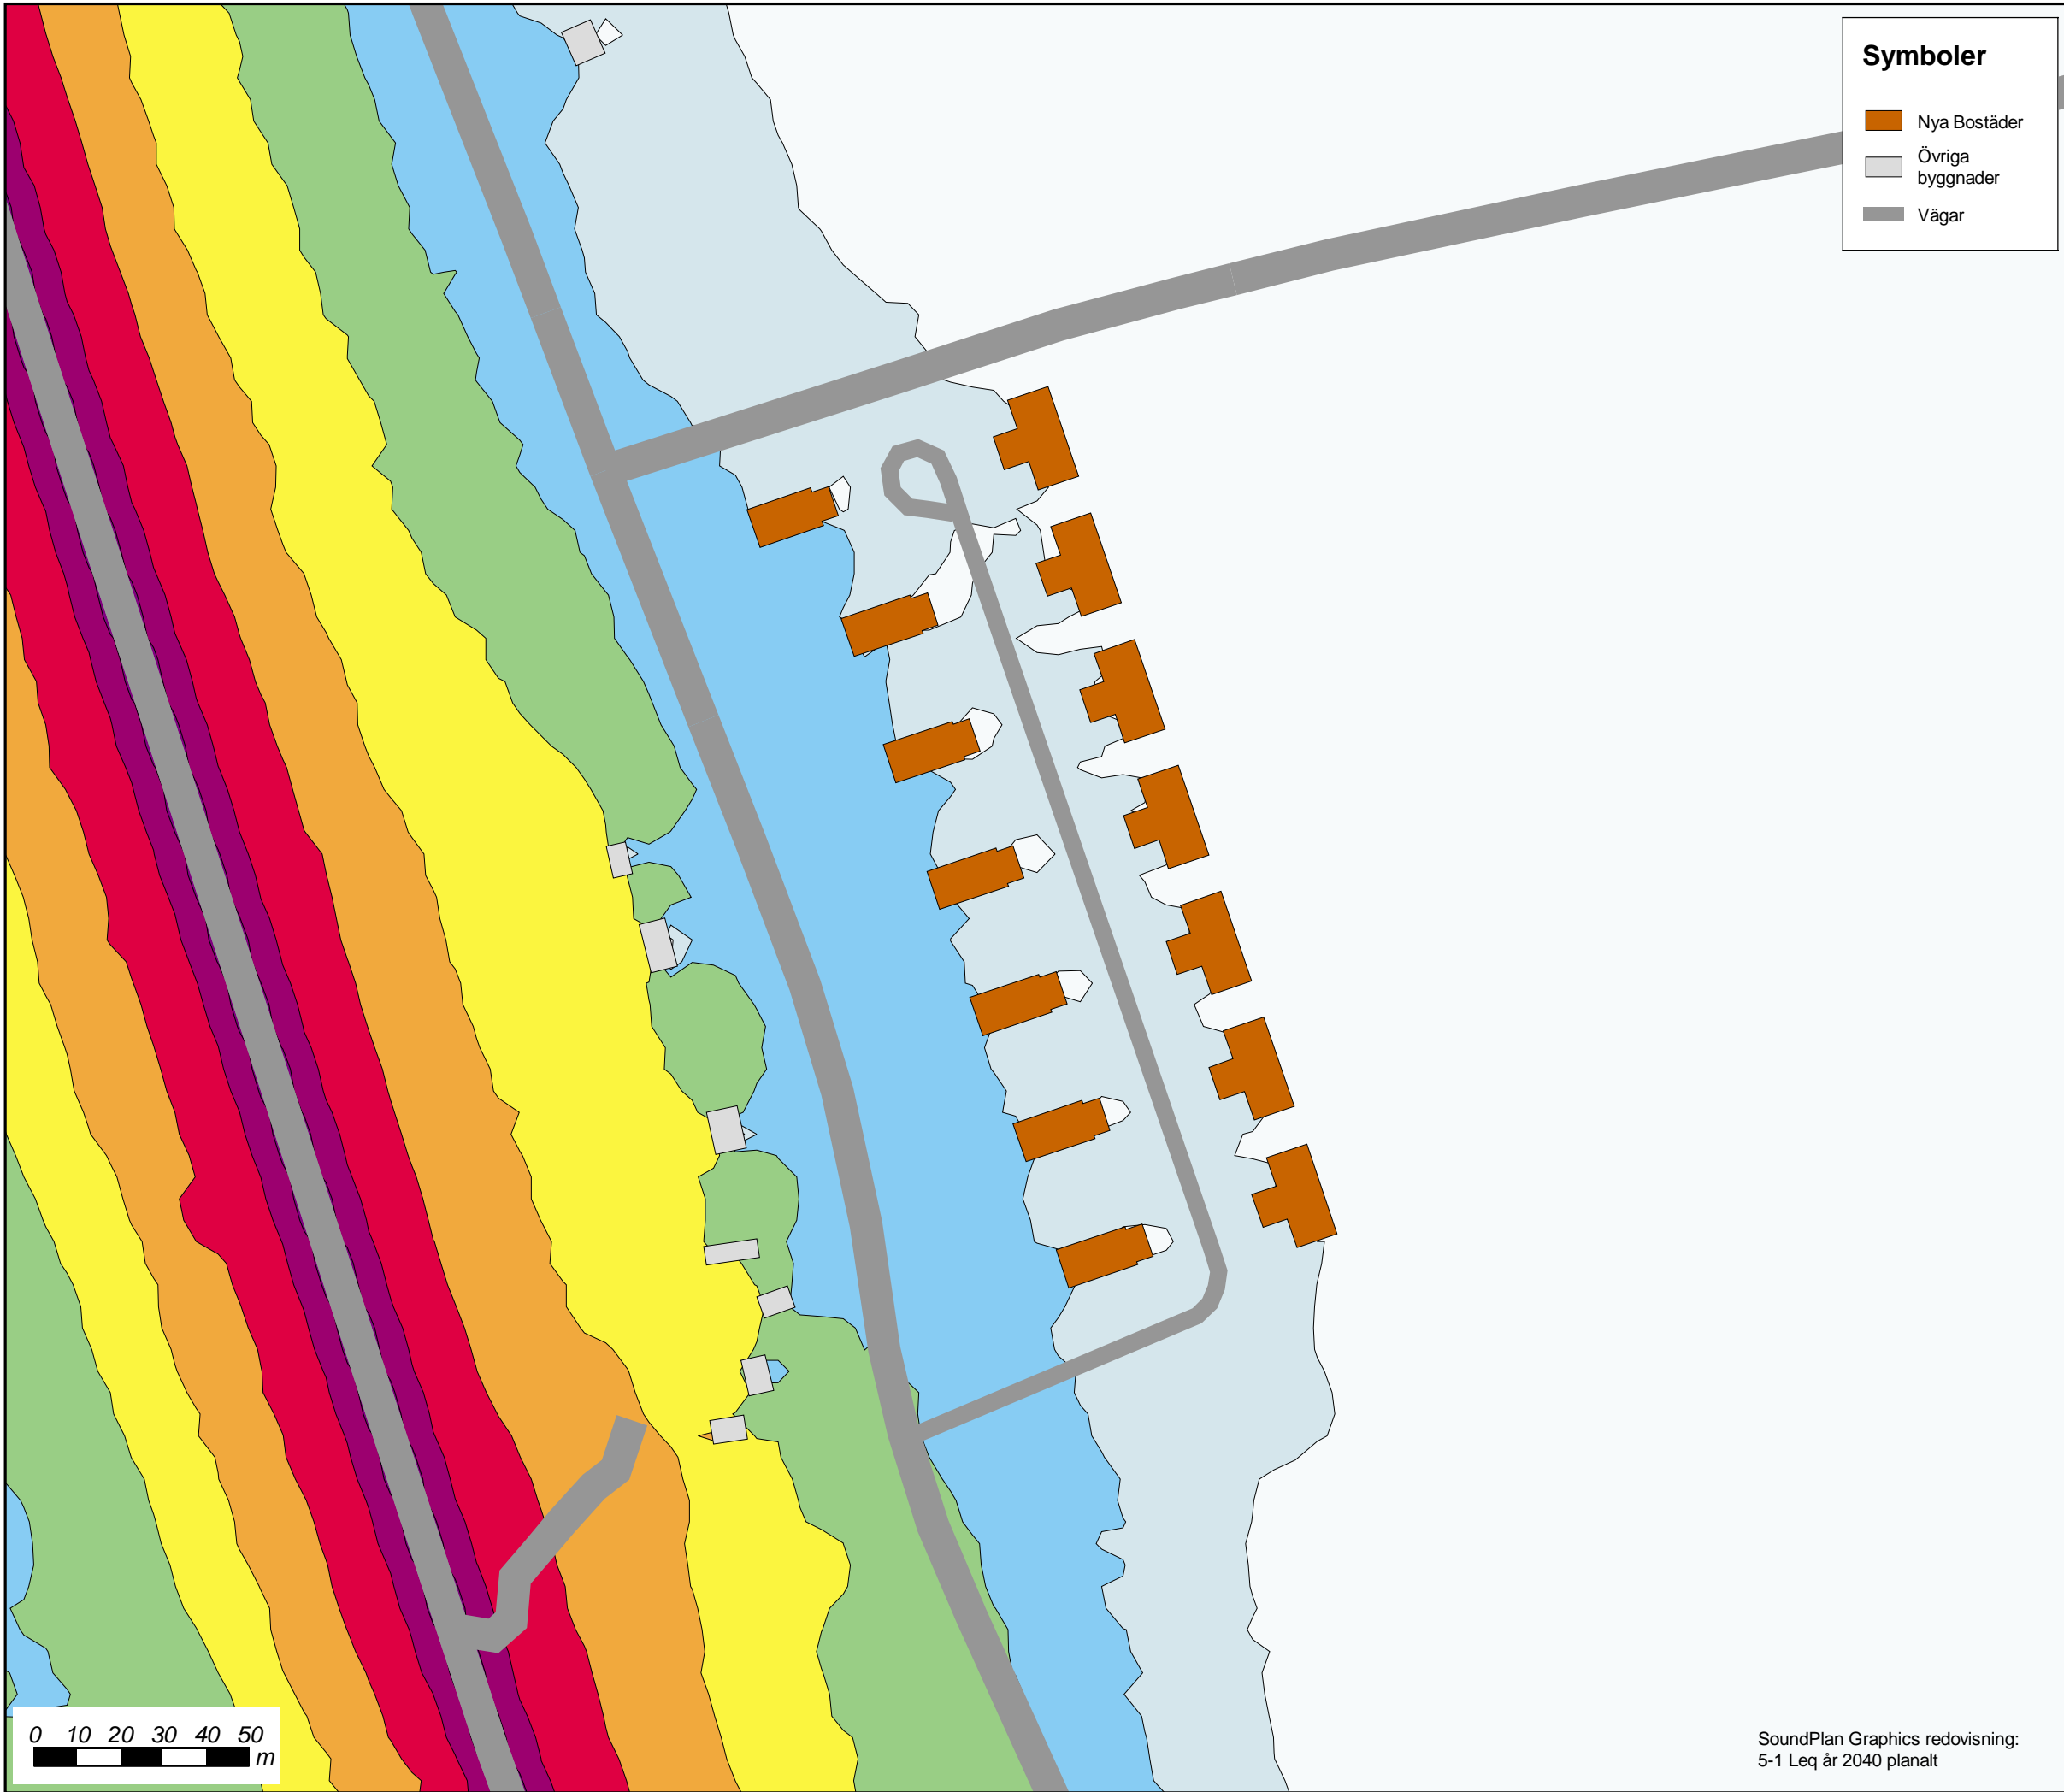 Symboler
Nya Bostäder
Övriga
byggnader
Vägar
0 10 20 30 40 50
m
SoundPlan Graphics redovisning:
5-1 Leq år 2040 planalt